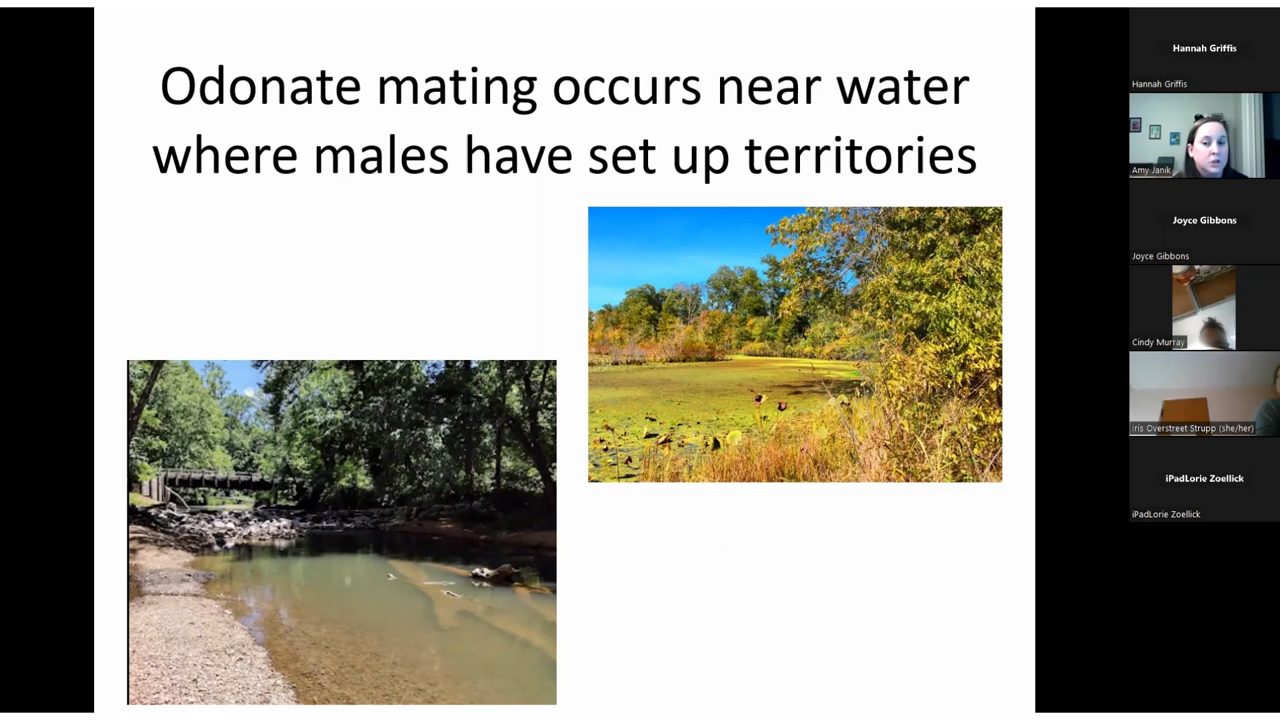 Odonate mating occurs near water
where males have set up territories
Hannah Griffis
Hannah Griffis
Amy Janik
Joyce Gibbons
Joyce Gibbons
Cindy Murray
Iris Overstreet Strupp (she/her)
iPadLorie Zoellick
iPadLorie Zoellick